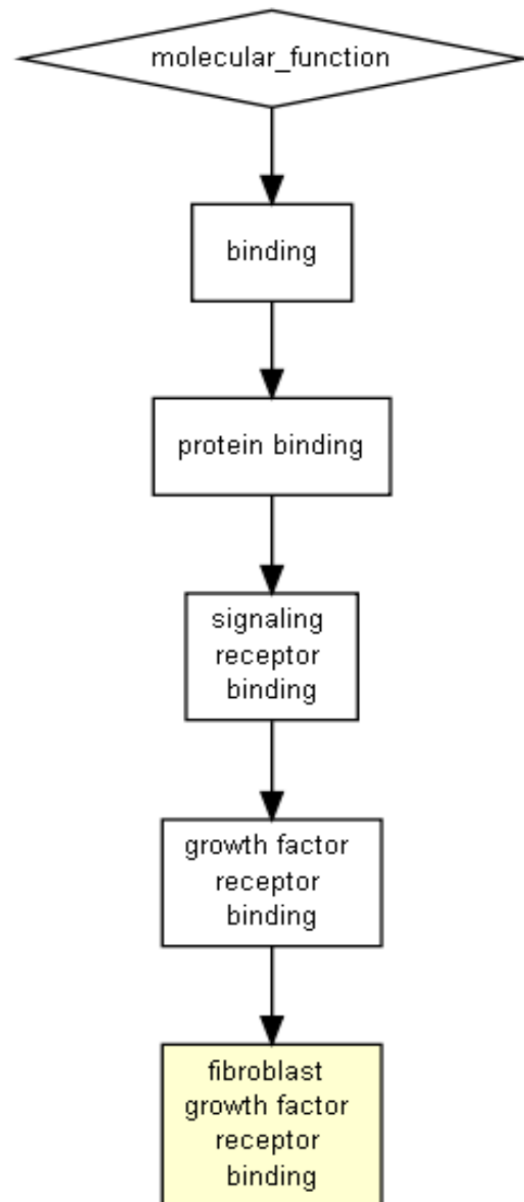 molecular_function
binding
protein binding
signaling
receptor
binding
growth factor
receptor
binding
fibroblast
growth factor
receptor
binding